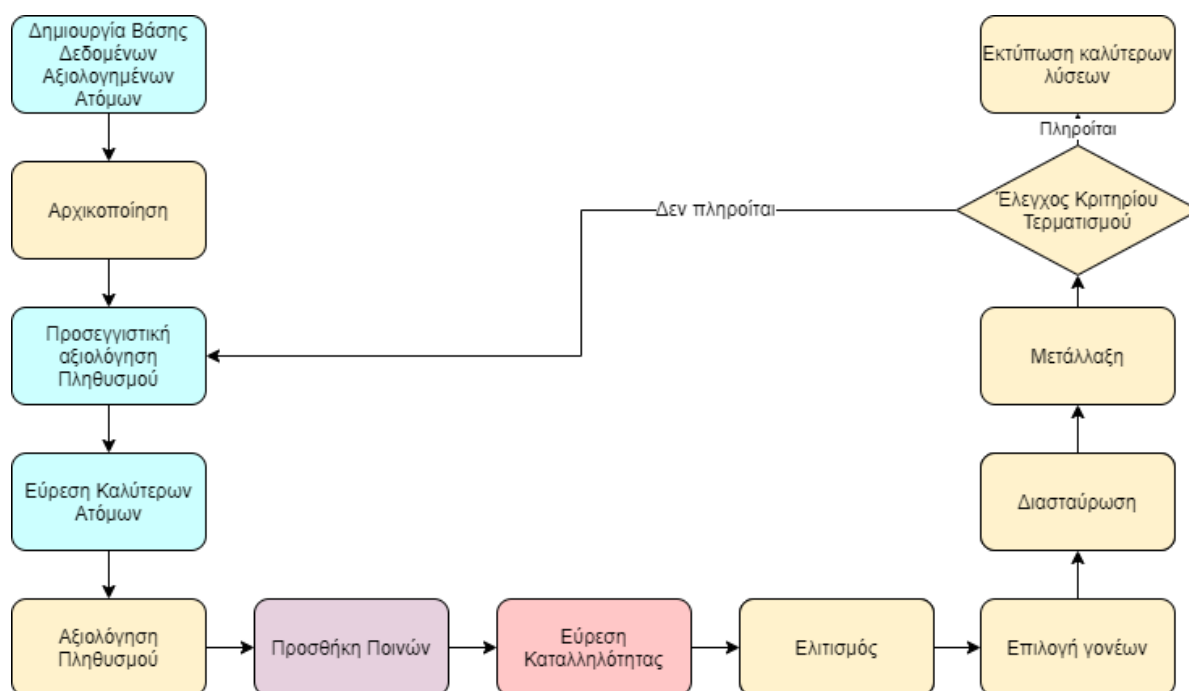 Δημιουργία Βάσης
Δεδομένων
Αξιολογημένων
Ατόμων
Αρχικοποίηση
Προσεγγιστική
αξιολόγηση
Πληθυσμού
Εύρεση Καλύτερων
Ατόμων
Αξιολόγηση
Πληθυσμού
Προσθήκη Ποινών
Εύρεση
Καταλληλότητας
Ελιτισμός
Επιλογή γονέων
Διασταύρωση
Μετάλλαξη
Έλεγχος Κριτηρίου
Τερματισμού
Δεν πληροίται
Πληροίται
Εκτύπωση καλύτερων
λύσεων